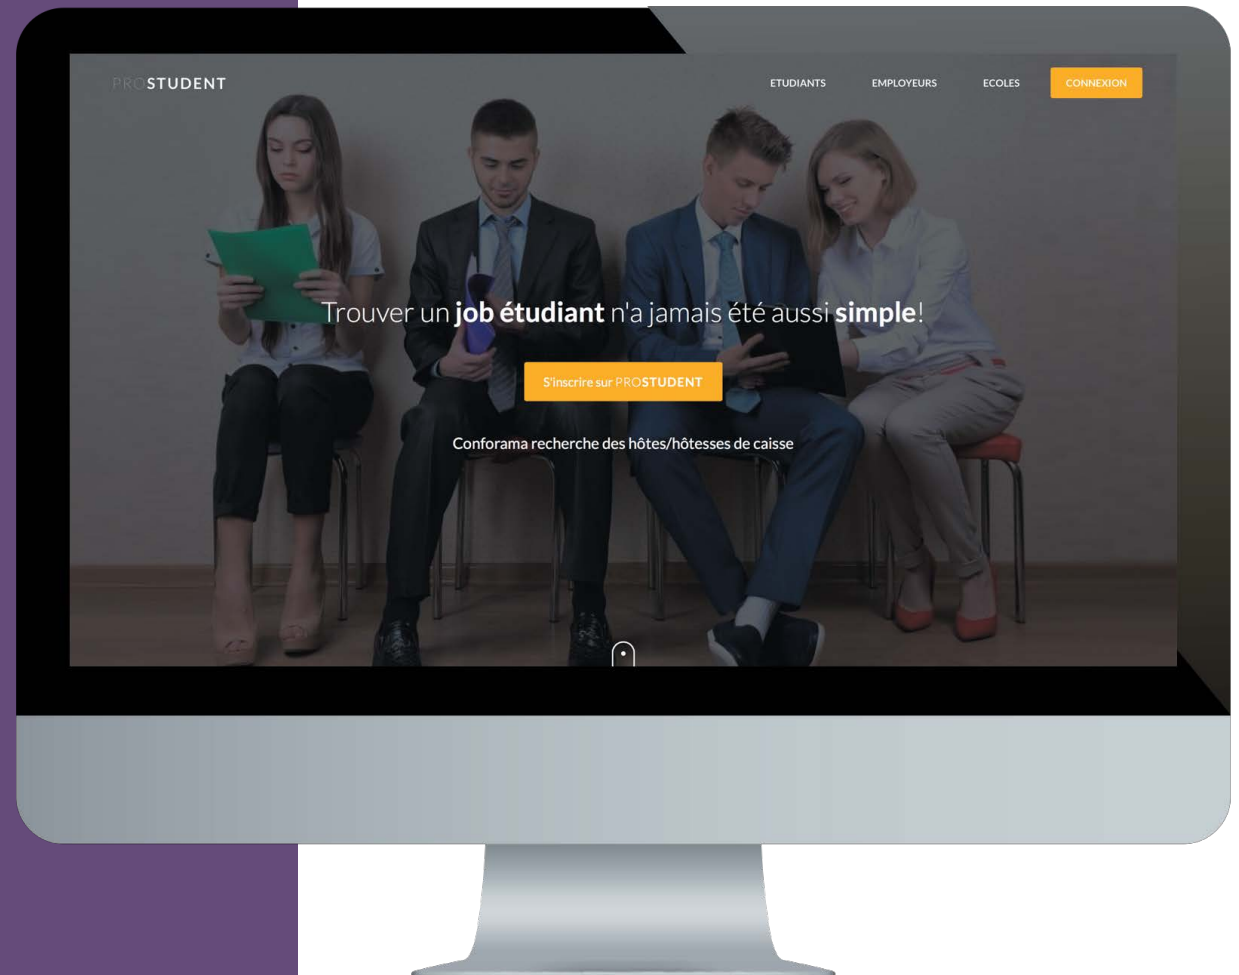 PROSTUDENT
ETUDIANTS
EMPLOYEURS
ECOLES
CONNEXION
Trouver un job étudiant n'a jamais été aussi simple!
S'inscrire sur PROSTUDENT
Conforama recherche des hôtes/hôtesses de caisse